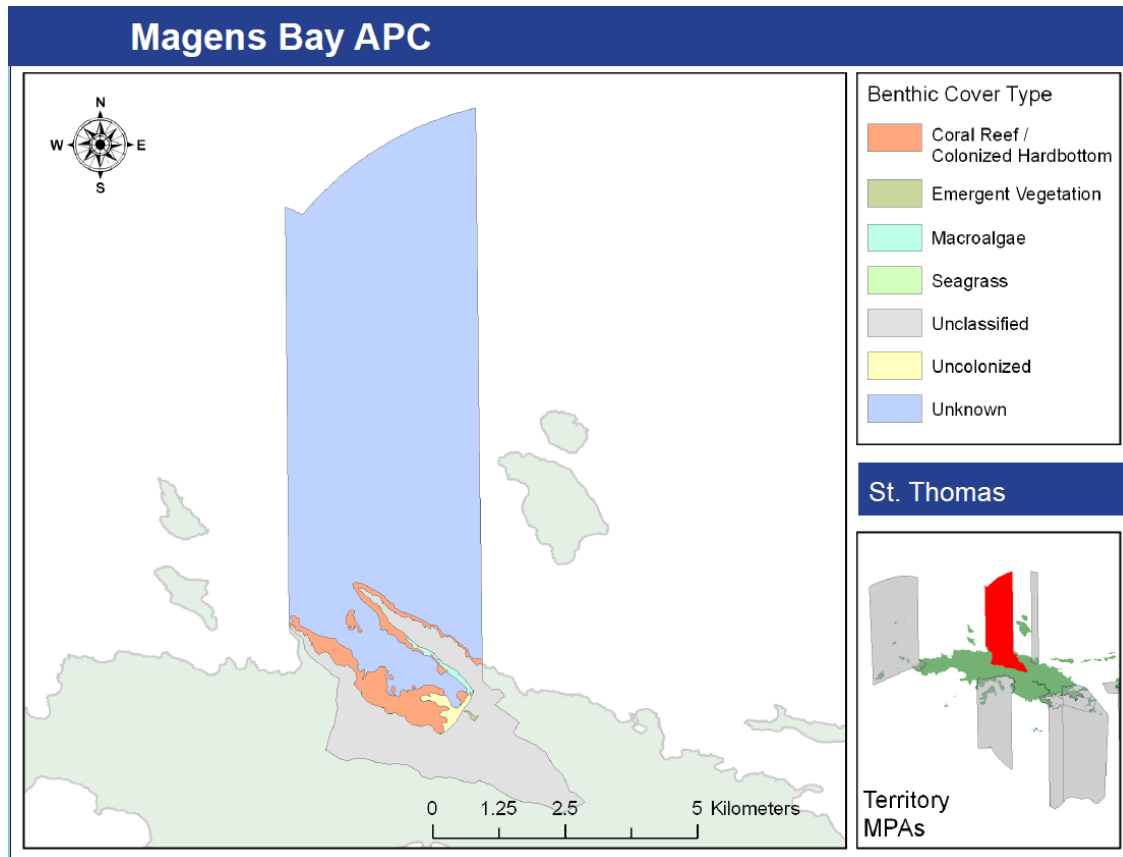 Magens Bay APC
N
W
E
S
0 1.25 2.5 5 Kilometers
Benthic Cover Type
Coral Reef /
Colonized Hardbottom
Emergent Vegetation
Macroalgae
Seagrass
Unclassified
Uncolonized
Unknown
St. Thomas
Territory
MPAs